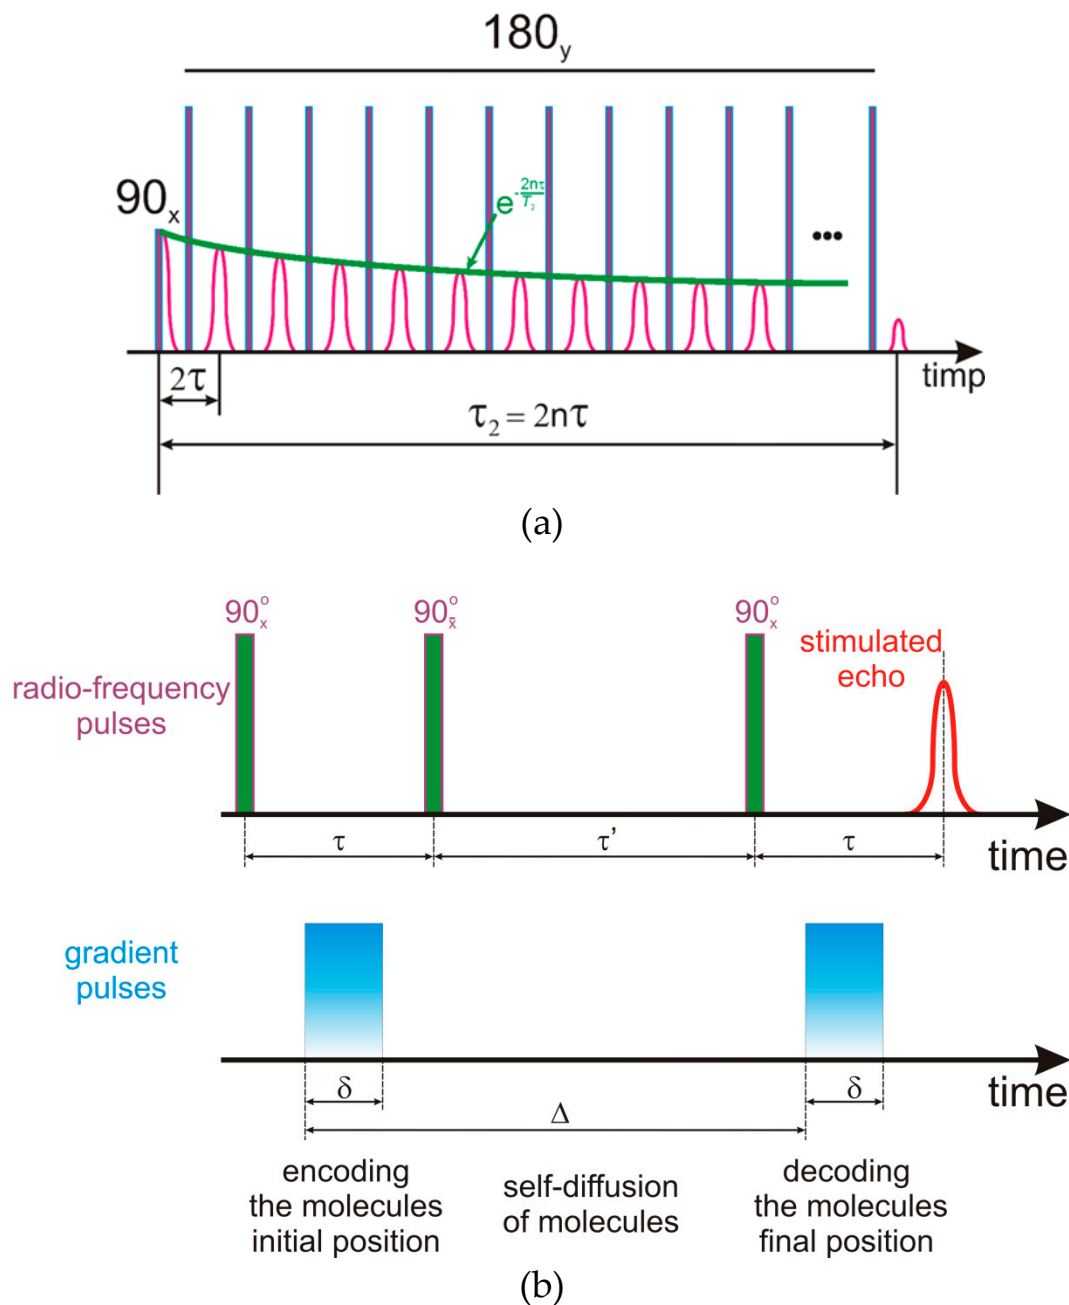 180y
90x
e^-2nτ/T2
•••
timp
2τ
τ2 = 2nτ
(a)
90°x
90°x̄
90°x
stimulated
echo
radio-frequency
pulses
τ
τ’
τ
time
gradient
pulses
δ
δ
time
Δ
encoding
the molecules
initial position
self-diffusion
of molecules
decoding
the molecules
final position
(b)